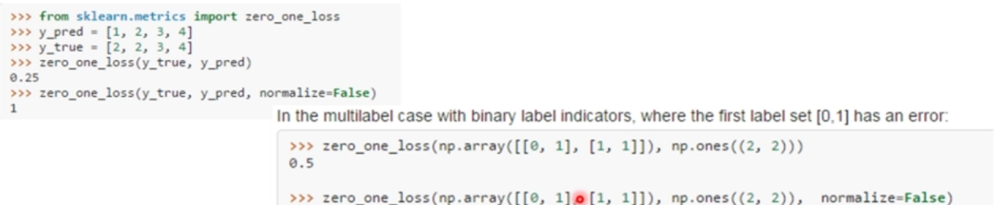 >>> from sklearn.metrics import zero_one_loss
>>> y_pred = [1, 2, 3, 4]
>>> y_true = [2, 2, 3, 4]
>>> zero_one_loss(y_true, y_pred)
0.25
>>> zero_one_loss(y_true, y_pred, normalize=False)
1
In the multilabel case with binary label indicators, where the first label set [0,1] has an error:
>>> zero_one_loss(np.array([[0, 1], [1, 1]]), np.ones((2, 2)))
0.5
>>> zero_one_loss(np.array([[0, 1] [1, 1]]), np.ones((2, 2)), normalize=False)